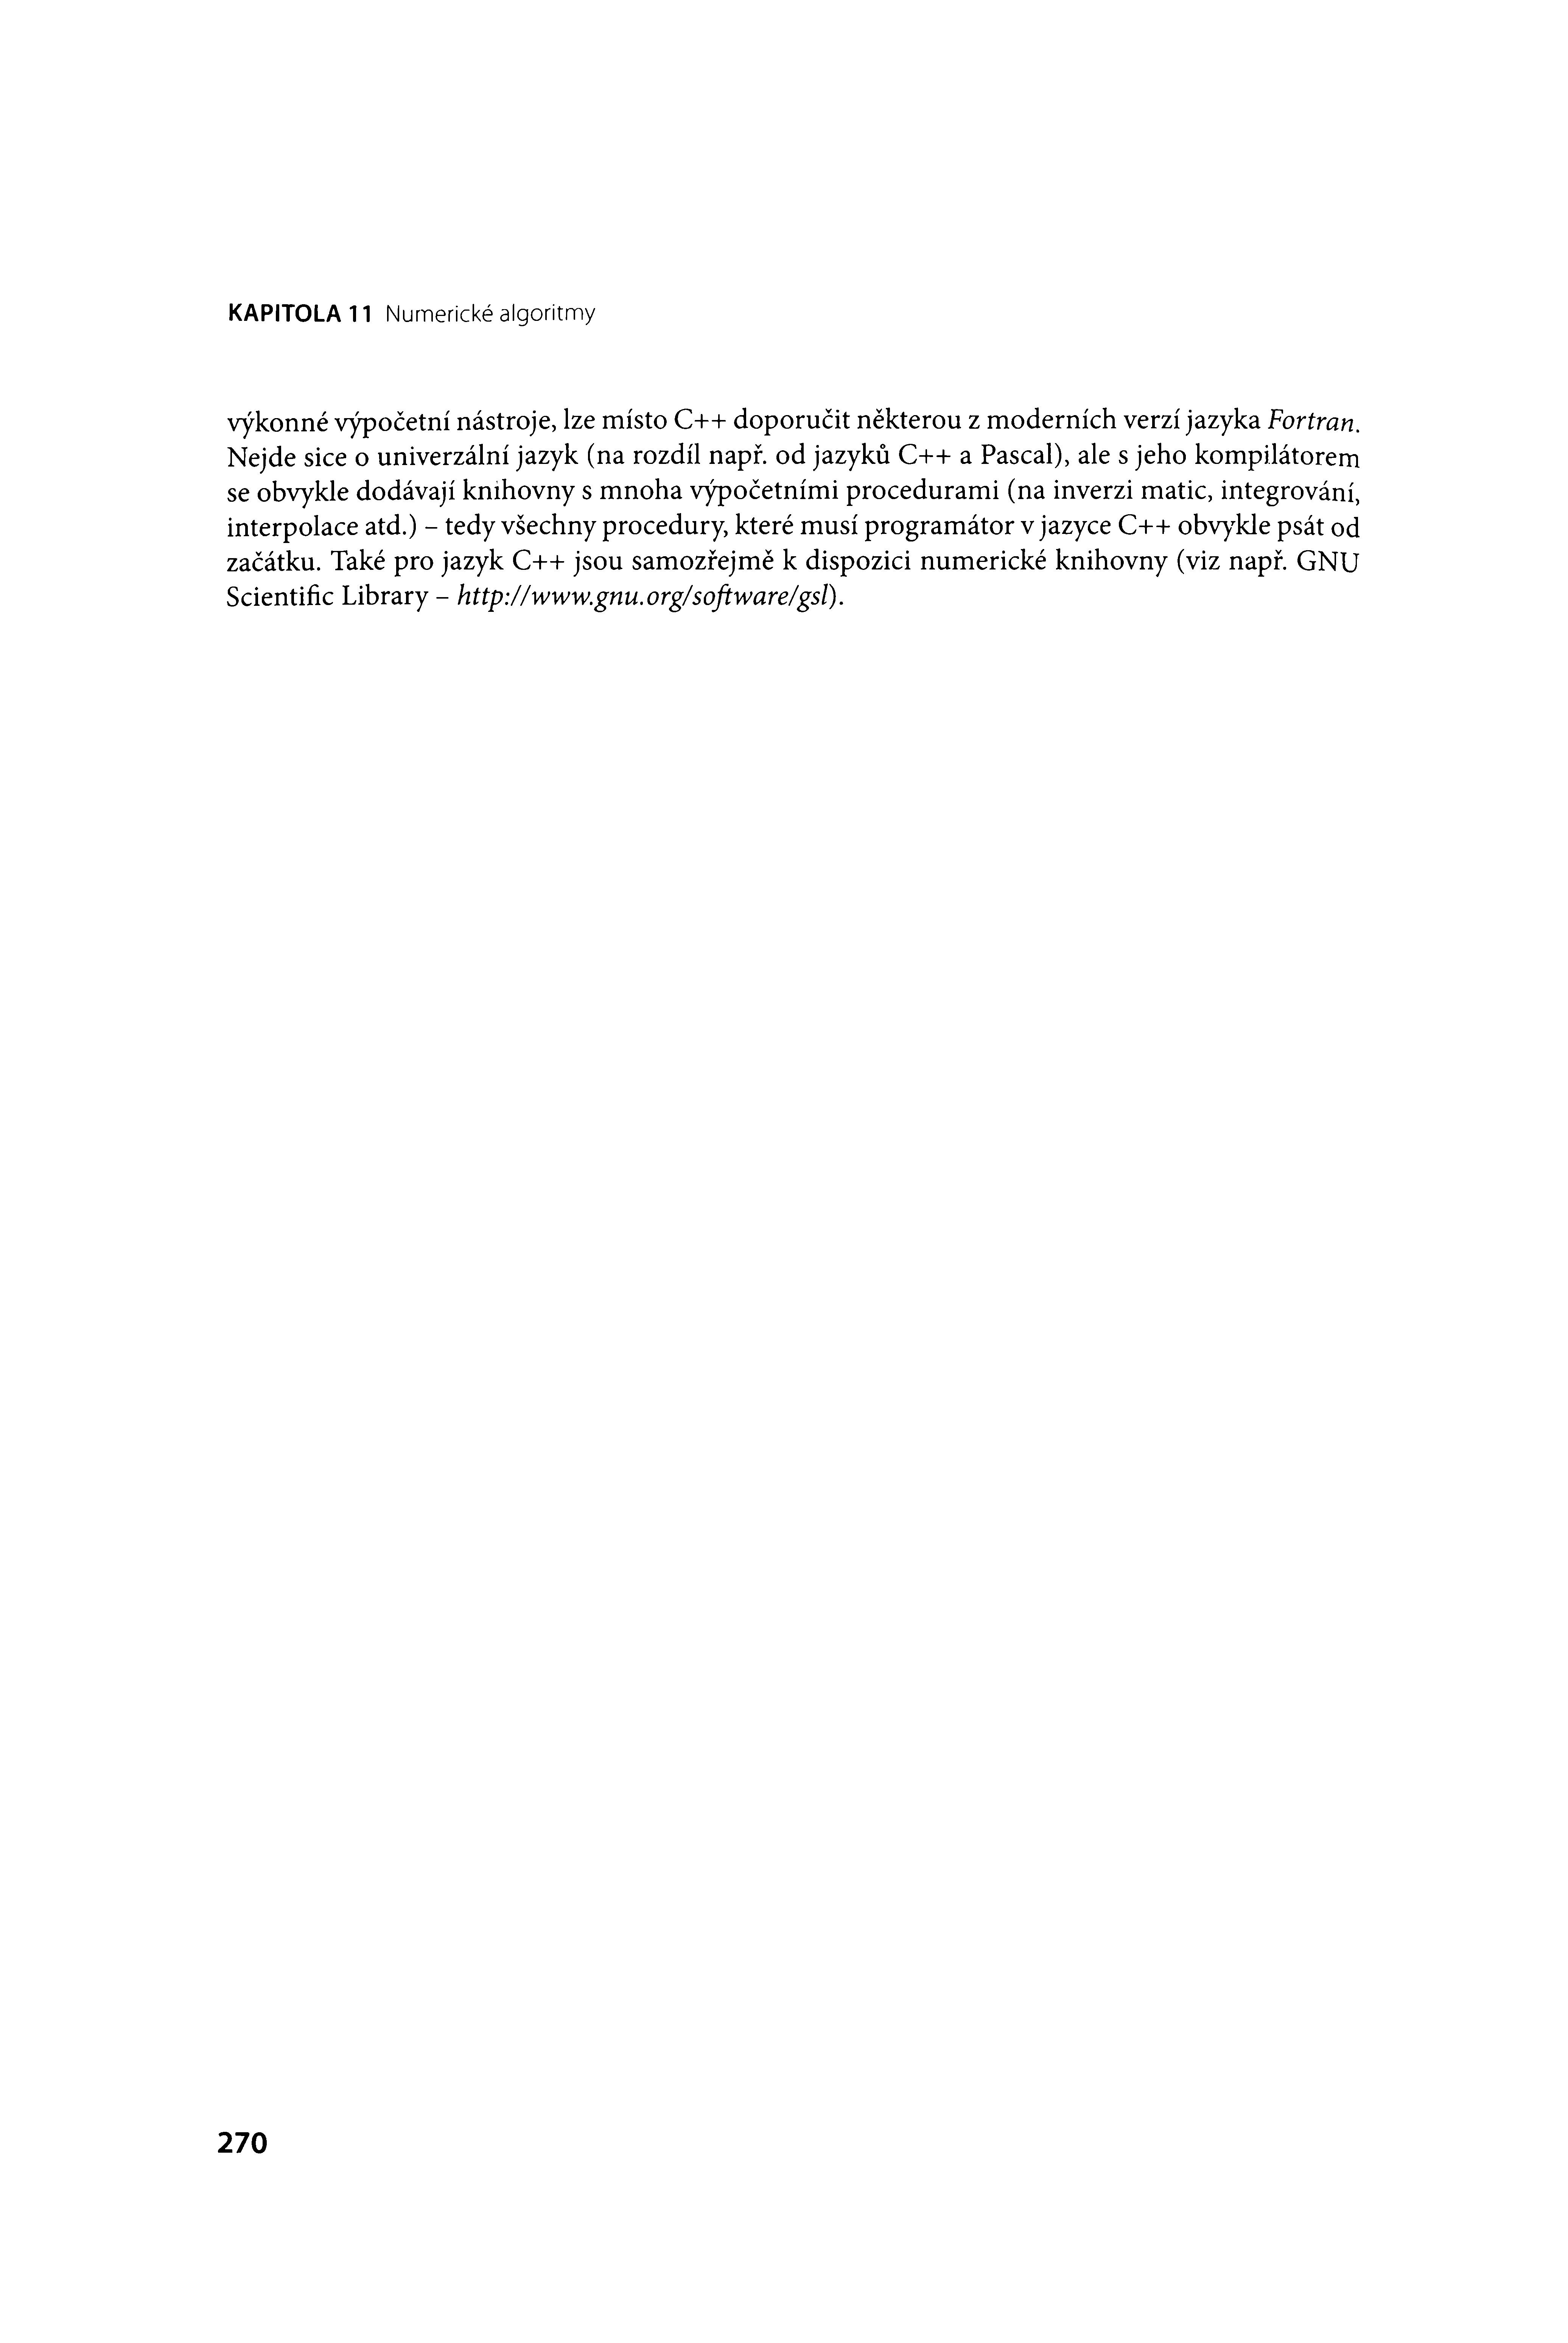 KAPITOLA 11 Numerické algoritmy
výkonné výpočetní nástroje, lze místo C++ doporučit některou z moderních verzí jazyka Fortran.
Nejde sice o univerzální jazyk (na rozdíl např. od jazyků C++ a Pascal), ale s jeho kompilátorem
se obvykle dodávají knihovny s mnoha výpočetními procedurami (na inverzi matic, integrování,
interpolace atd.) – tedy všechny procedury, které musí programátor v jazyce C++ obvykle psát od
začátku. Také pro jazyk C++ jsou samozřejmě k dispozici numerické knihovny (viz např. GNU
Scientific Library – http://www.gnu.org/software/gsl).
270